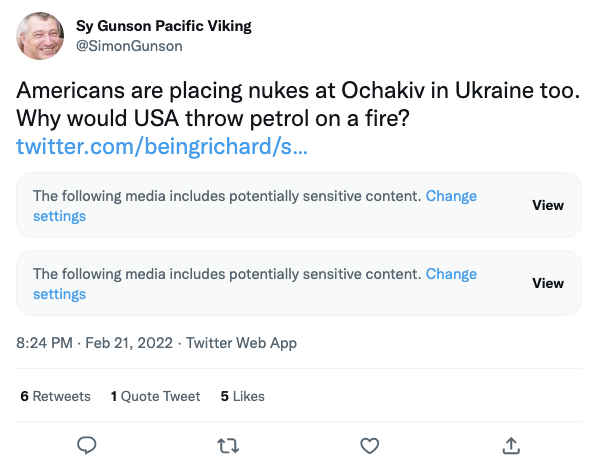 Sy Gunson Pacific Viking
@SimonGunson
Americans are placing nukes at Ochakiv in Ukraine too.
Why would USA throw petrol on a fire?
twitter.com/beingrichard/s...
The following media includes potentially sensitive content. Change
settings
View
The following media includes potentially sensitive content. Change
settings
View
8:24 PM · Feb 21, 2022 · Twitter Web App
6 Retweets 1 Quote Tweet 5 Likes